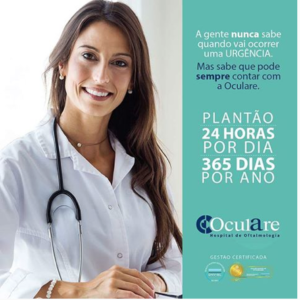 A gente nunca sabe
quando vai ocorrer
uma URGÊNCIA.
Mas sabe que pode
sempre contar com
a Oculare.
PLANTÃO
24 HORAS
POR DIA
365 DIAS
POR ANO
Oculare
Hospital de Oftalmologia
GESTÃO CERTIFICADA